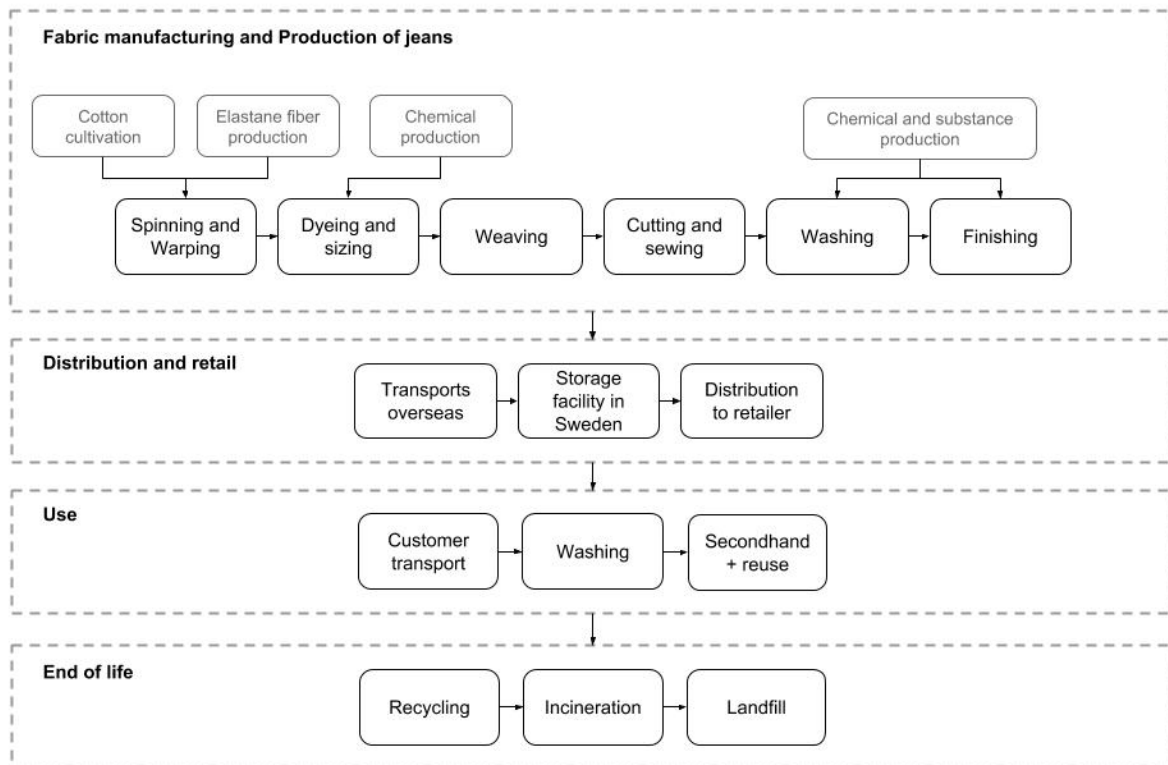 Fabric manufacturing and Production of jeans
Cotton
cultivation
Elastane fiber
production
Chemical
production
Chemical and substance
production
Spinning and
Warping
Dyeing and
sizing
Weaving
Cutting and
sewing
Washing
Finishing
Distribution and retail
Transports
overseas
Storage
facility in
Sweden
Distribution
to retailer
Use
Customer
transport
Washing
Secondhand
+ reuse
End of life
Recycling
Incineration
Landfill